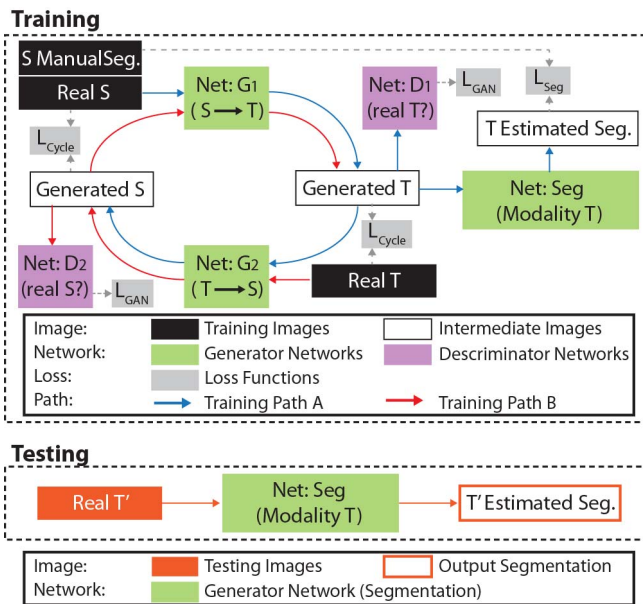 Training
S ManualSeg.
Real S
Net: G1
(S → T)
Net: D1
(real T?)
LGAN
LSeg
T Estimated Seg.
LCycle
Generated S
Generated T
Net: Seg
(Modality T)
LCycle
Net: D2
(real S?)
LGAN
Net: G2
(T → S)
Real T
Image: Training Images Intermediate Images
Network: Generator Networks Descriminator Networks
Loss: Loss Functions
Path: Training Path A Training Path B
Testing
Real T'
Net: Seg
(Modality T)
T' Estimated Seg.
Image: Testing Images Output Segmentation
Network: Generator Network (Segmentation)